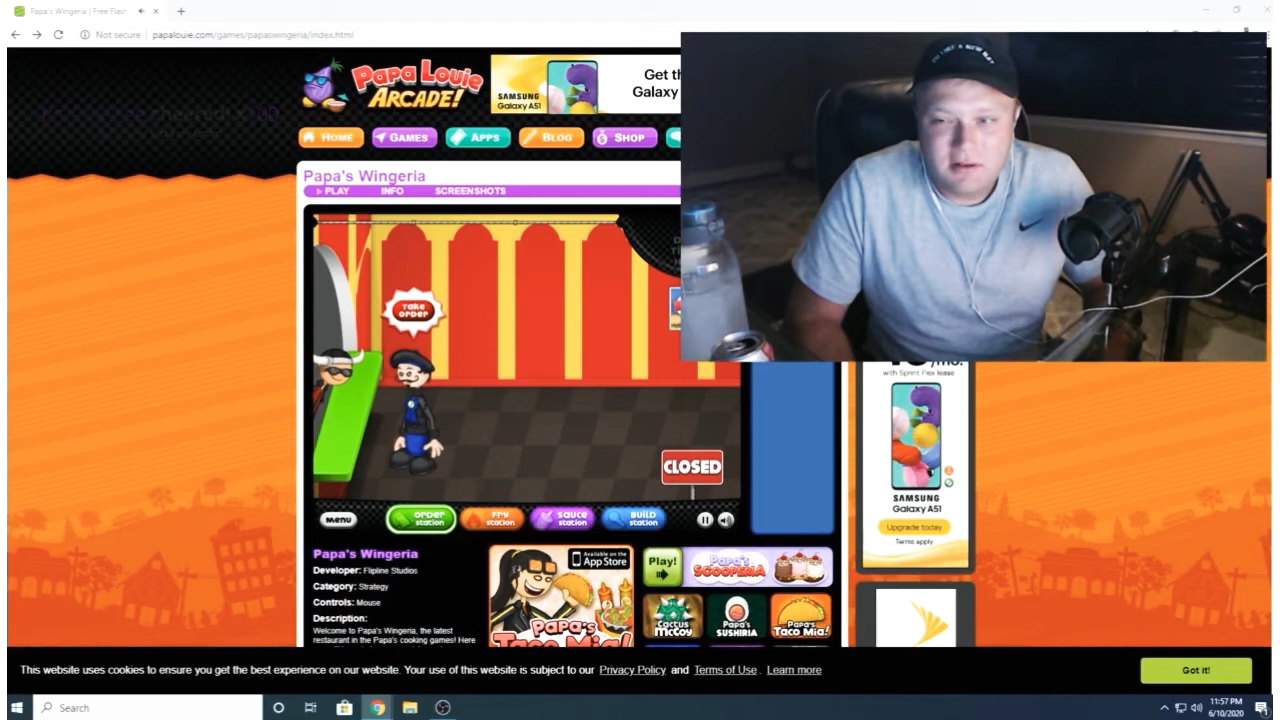 Papa's Wingeria | Free Flas
Not secure | papalouie.com/games/papaswingeria/index.html
PAPA LOUIE
ARCADE!
SAMSUNG
Galaxy A51
Get th
Galaxy
HOME
GAMES
APPS
BLOG
SHOP
Papa's Wingeria
PLAY INFO SCREENSHOTS
TAKE
ORDER
CLOSED
MENU
ORDER
STATION
FRY
STATION
SAUCE
STATION
BUILD
STATION
with Sprint Flex lease
SAMSUNG
Galaxy A51
Upgrade today
Terms apply
Papa's Wingeria
Developer: Flipline Studios
Category: Strategy
Controls: Mouse
Description:
Welcome to Papa's Wingeria, the latest
restaurant in the Papa's cooking games! Here
Available on the
App Store
PAPA'S
TACO MIA!
Play!
PAPA'S
SCOOPERIA
CACTUS
MCCOY
PAPA'S
SUSHIRIA
PAPA'S
TACO MIA!
This website uses cookies to ensure you get the best experience on our website. Your use of this website is subject to our Privacy Policy and Terms of Use . Learn more
Got it!
Search
11:57 PM
6/10/2020